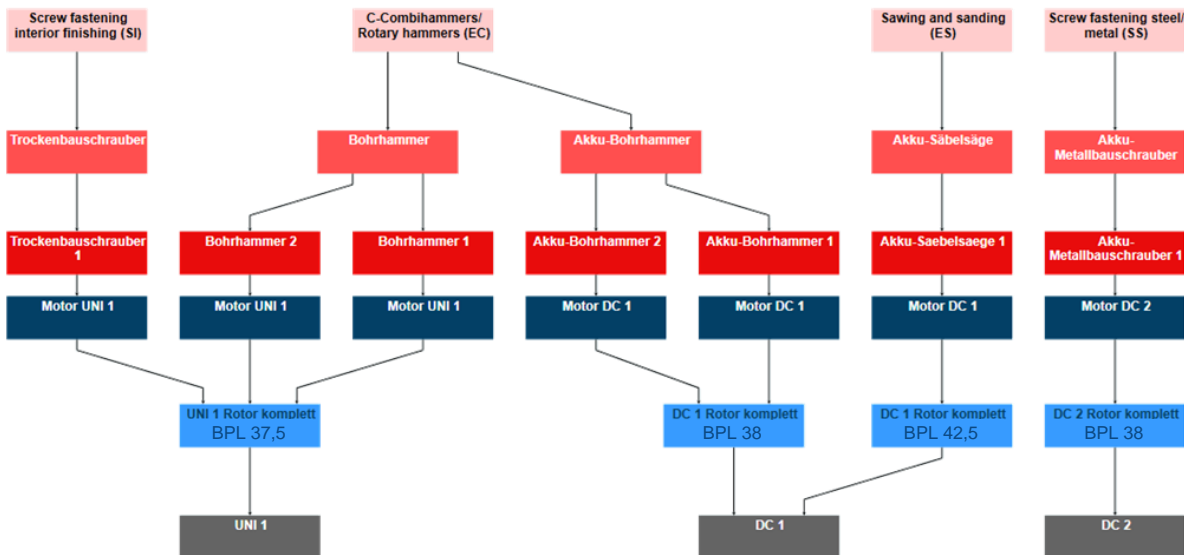 Screw fastening
interior finishing (SI)
C-Combihammers/
Rotary hammers (EC)
Sawing and sanding
(ES)
Screw fastening steel/
metal (SS)
Trockenbauschrauber
Bohrhammer
Akku-Bohrhammer
Akku-Säbelsäge
Akku-
Metallbauschrauber
Trockenbauschrauber
1
Bohrhammer 2
Bohrhammer 1
Akku-Bohrhammer 2
Akku-Bohrhammer 1
Akku-Saebelsaege 1
Akku-
Metallbauschrauber 1
Motor UNI 1
Motor UNI 1
Motor UNI 1
Motor DC 1
Motor DC 1
Motor DC 1
Motor DC 2
UNI 1 Rotor komplett
BPL 37,5
DC 1 Rotor komplett
BPL 38
DC 1 Rotor komplett
BPL 42,5
DC 2 Rotor komplett
BPL 38
UNI 1
DC 1
DC 2